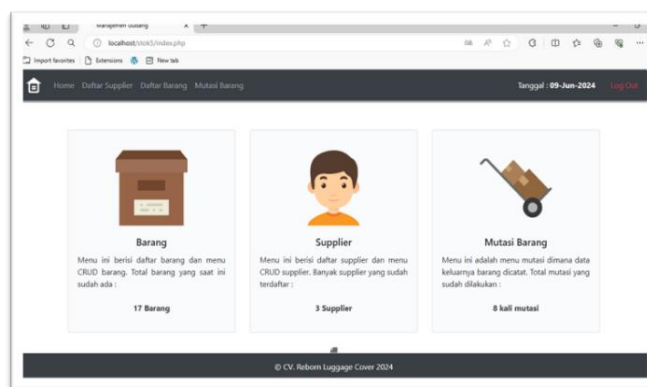 Manajemen Gudang
localhost/stok5/index.php
Import favorites Extensions New tab
Home Daftar Supplier Daftar Barang Mutasi Barang Tanggal : 09-Jun-2024 Log Out
Barang
Menu ini berisi daftar barang dan menu
CRUD barang. Total barang yang saat ini
sudah ada :
17 Barang
Supplier
Menu ini berisi daftar supplier dan menu
CRUD supplier. Banyak supplier yang sudah
terdaftar :
3 Supplier
Mutasi Barang
Menu ini adalah menu mutasi dimana data
keluarnya barang dicatat. Total mutasi yang
sudah dilakukan :
8 kali mutasi
© CV. Reborn Luggage Cover 2024